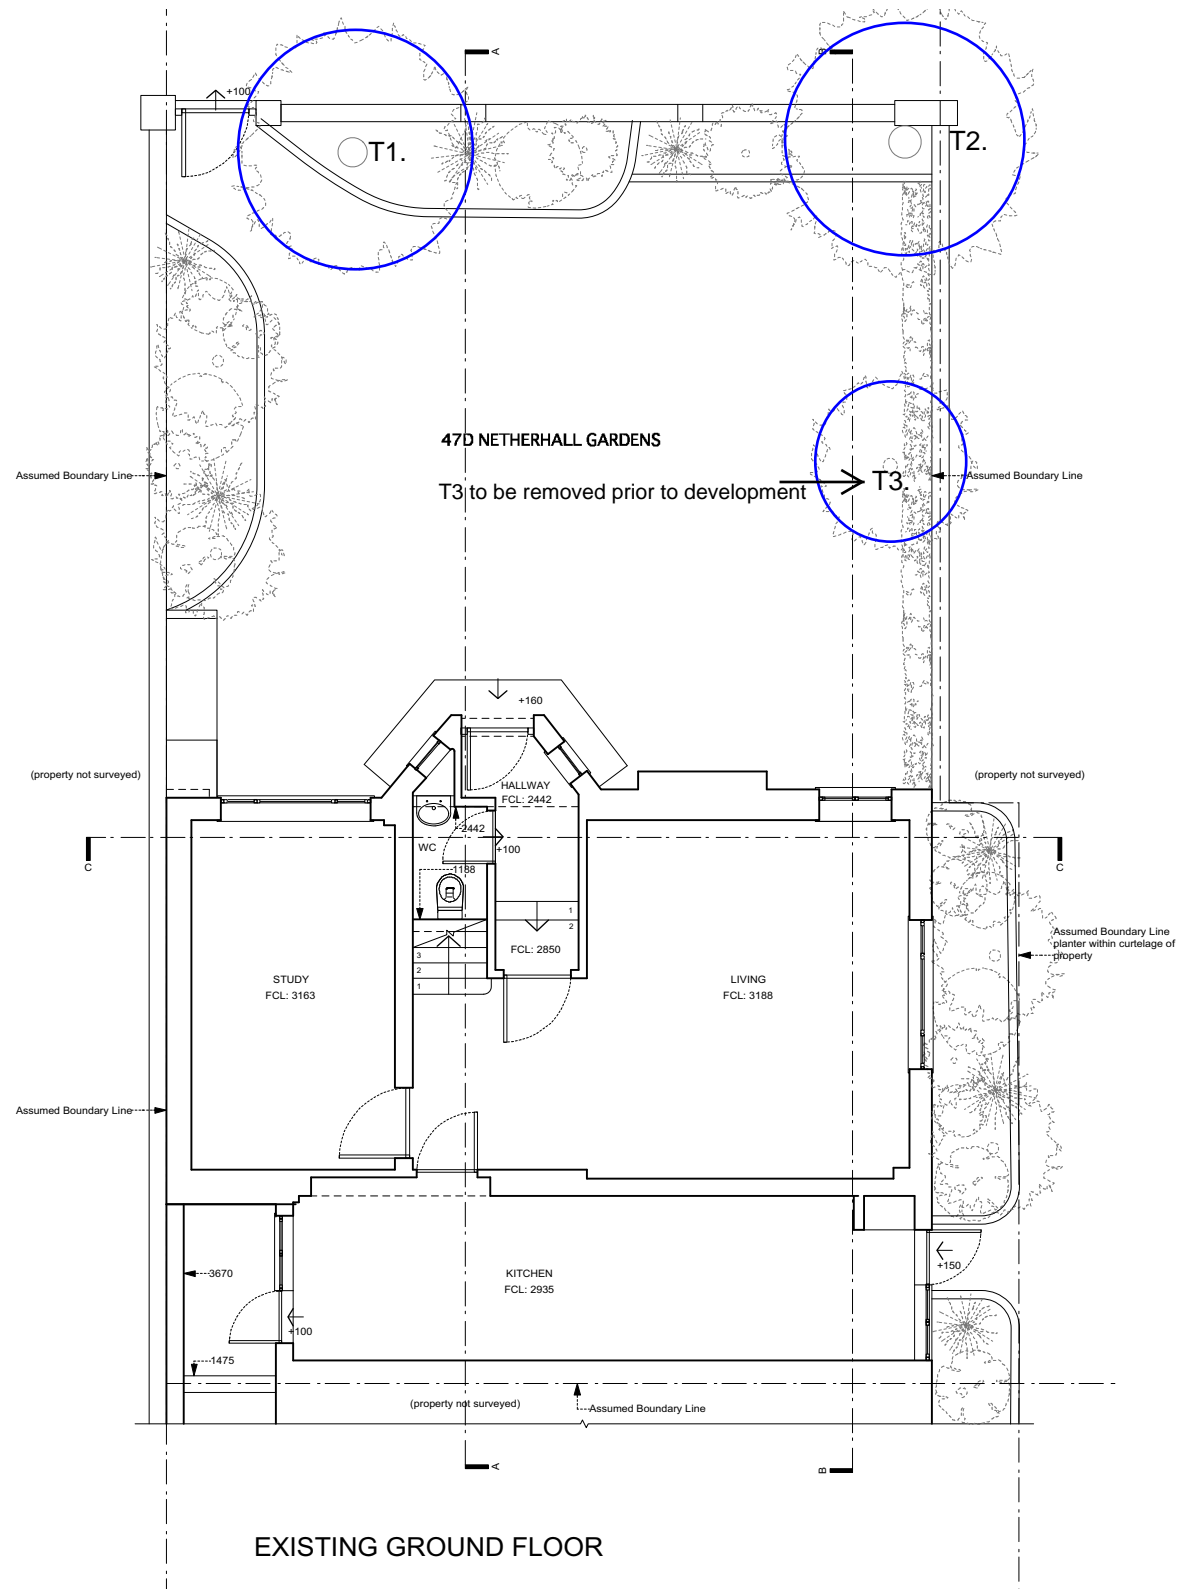 A
B
+100
T1.
T2.
47D NETHERHALL GARDENS
Assumed Boundary Line
Assumed Boundary Line
T3 to be removed prior to development
T3.
+160
(property not surveyed)
(property not surveyed)
HALLWAY
FCL: 2442
2442
WC
+100
C
C
1188
1
2
FCL: 2850
3
2
1
Assumed Boundary Line
planter within curtelage of
property
STUDY
FCL: 3163
LIVING
FCL: 3188
Assumed Boundary Line
3670
KITCHEN
FCL: 2935
+150
+100
1475
(property not surveyed)
Assumed Boundary Line
A
B
EXISTING GROUND FLOOR